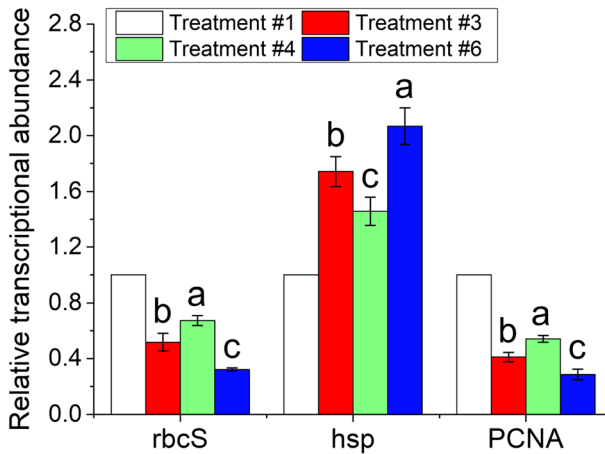 Treatment #1 Treatment #3
Treatment #4 Treatment #6
Relative transcriptional abundance
2.8
2.4
2.0
1.6
1.2
0.8
0.4
0.0
b a c
b c a
b a c
rbcS hsp PCNA